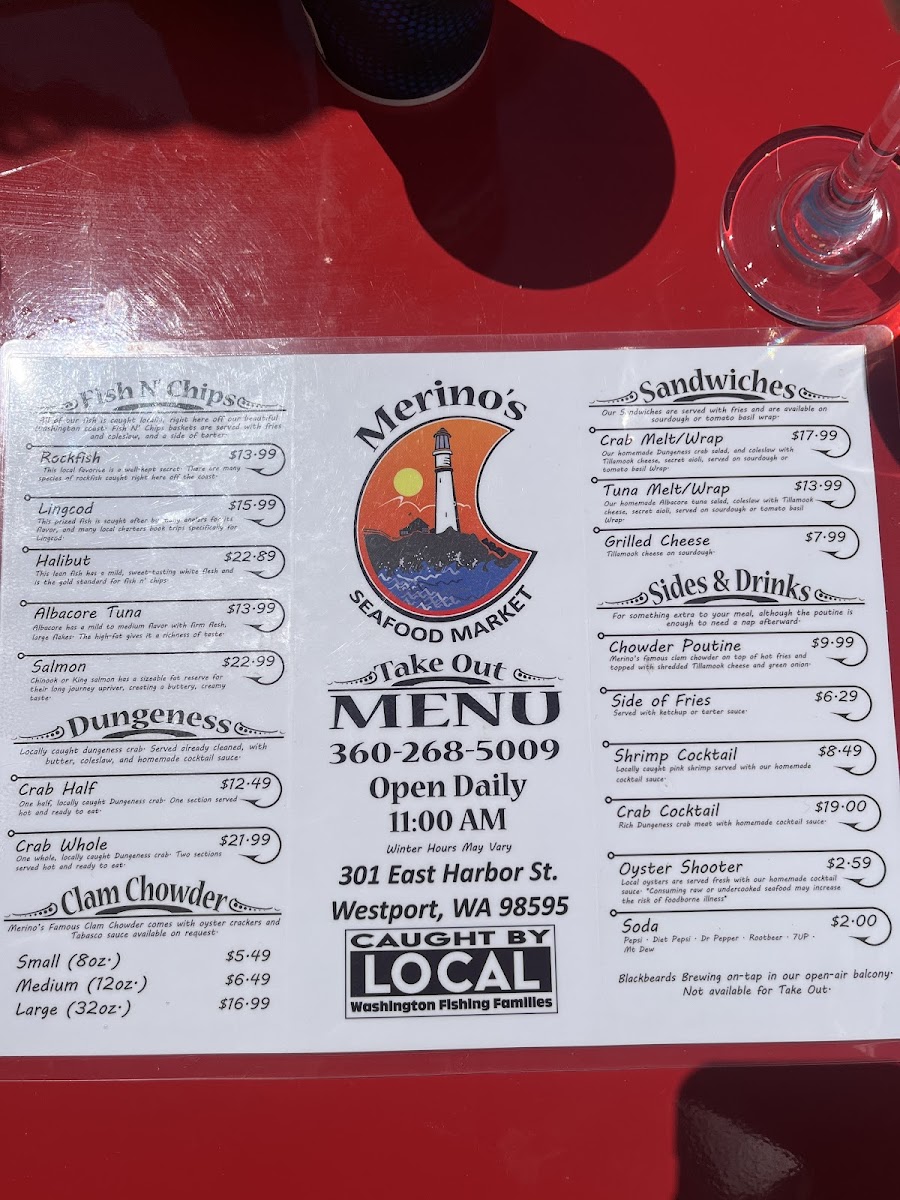 Fish N' Chips
All of our fish is caught locally, right here off our beautiful
Washington coast. Fish N' Chips baskets are served with fries
and coleslaw, and a side of tarter.
Rockfish $13.99
This local favorite is a well-kept secret. There are many
species of rockfish caught right here off the coast.
Lingcod $15.99
This prized fish is sought after by many anglers for its
flavor, and many local charters book trips specifically for
Lingcod.
Halibut $22.89
This lean fish has a mild, sweet-tasting white flesh and
is the gold standard for fish n' chips.
Albacore Tuna $13.99
Albacore has a mild to medium flavor with firm flesh,
large flakes. The high-fat gives it a richness of taste.
Salmon $22.99
Chinook or King salmon has a sizeable fat reserve for
their long journey upriver, creating a buttery, creamy
taste.
Dungeness
Locally caught dungeness crab. Served already cleaned, with
butter, coleslaw, and homemade cocktail sauce.
Crab Half $12.49
One half, locally caught Dungeness crab. One section served
hot and ready to eat.
Crab Whole $21.99
One whole, locally caught Dungeness crab. Two sections
served hot and ready to eat.
Clam Chowder
Merino's Famous Clam Chowder comes with oyster crackers and
Tabasco sauce available on request.
Small (8oz.) $5.49
Medium (12oz.) $6.49
Large (32oz.) $16.99
Merino's
SEAFOOD MARKET
Take Out
MENU
360-268-5009
Open Daily
11:00 AM
Winter Hours May Vary
301 East Harbor St.
Westport, WA 98595
CAUGHT BY
LOCAL
Washington Fishing Families
Sandwiches
Our Sandwiches are served with fries and are available on
sourdough or tomato basil wrap.
Crab Melt/Wrap $17.99
Our homemade Dungeness crab salad, and coleslaw with
Tillamook cheese, secret aioli, served on sourdough or
tomato basil Wrap.
Tuna Melt/Wrap $13.99
Our homemade Albacore tuna salad, coleslaw with Tillamook
cheese, secret aioli, served on sourdough or tomato basil
Wrap.
Grilled Cheese $7.99
Tillamook cheese on sourdough.
Sides & Drinks
For something extra to your meal, although the poutine is
enough to need a nap afterward.
Chowder Poutine $9.99
Merino's famous clam chowder on top of hot fries and
topped with shredded Tillamook cheese and green onion.
Side of Fries $6.29
Served with ketchup or tarter sauce.
Shrimp Cocktail $8.49
Locally caught pink shrimp served with our homemade
cocktail sauce.
Crab Cocktail $19.00
Rich Dungeness crab meat with homemade cocktail sauce.
Oyster Shooter $2.59
Local oysters are served fresh with our homemade cocktail
sauce. *Consuming raw or undercooked seafood may increase
the risk of foodborne illness*
Soda $2.00
Pepsi · Diet Pepsi · Dr Pepper · Rootbeer · 7UP ·
Mt Dew
Blackbeards Brewing on-tap in our open-air balcony.
Not available for Take Out.